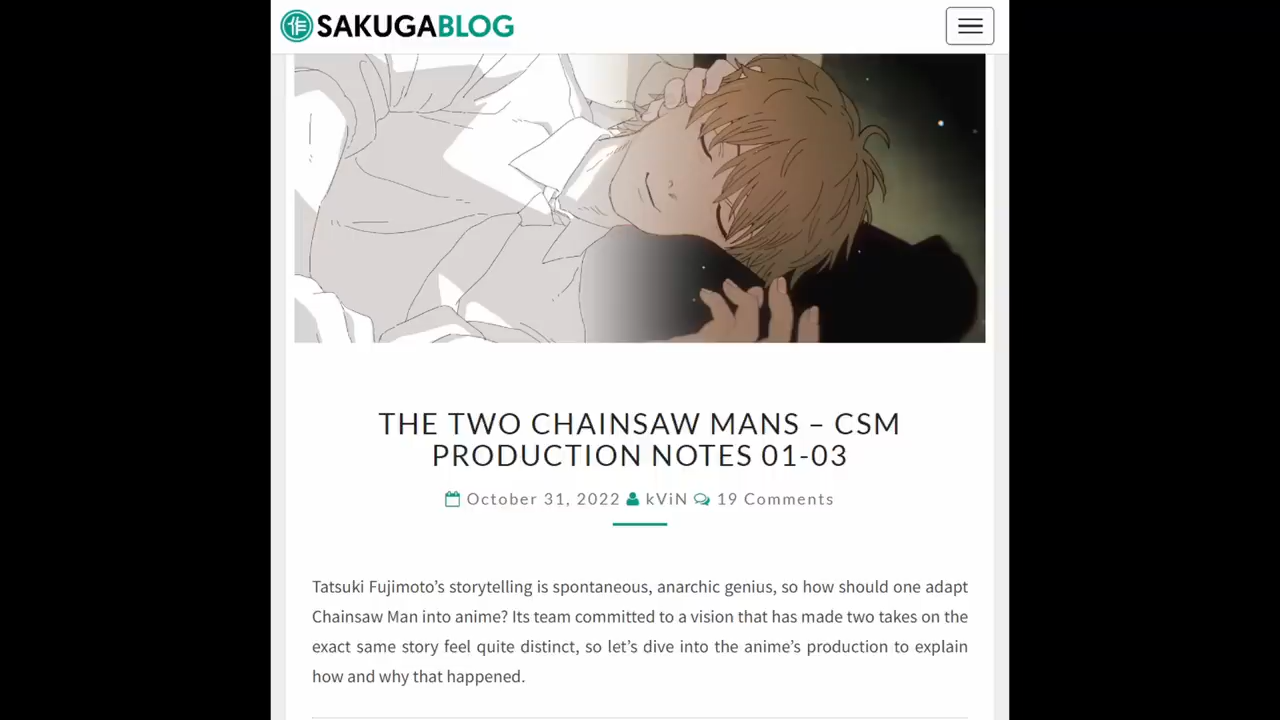 作 SAKUGABLOG
THE TWO CHAINSAW MANS – CSM
PRODUCTION NOTES 01-03
October 31, 2022 kViN 19 Comments
Tatsuki Fujimoto’s storytelling is spontaneous, anarchic genius, so how should one adapt
Chainsaw Man into anime? Its team committed to a vision that has made two takes on the
exact same story feel quite distinct, so let’s dive into the anime’s production to explain
how and why that happened.